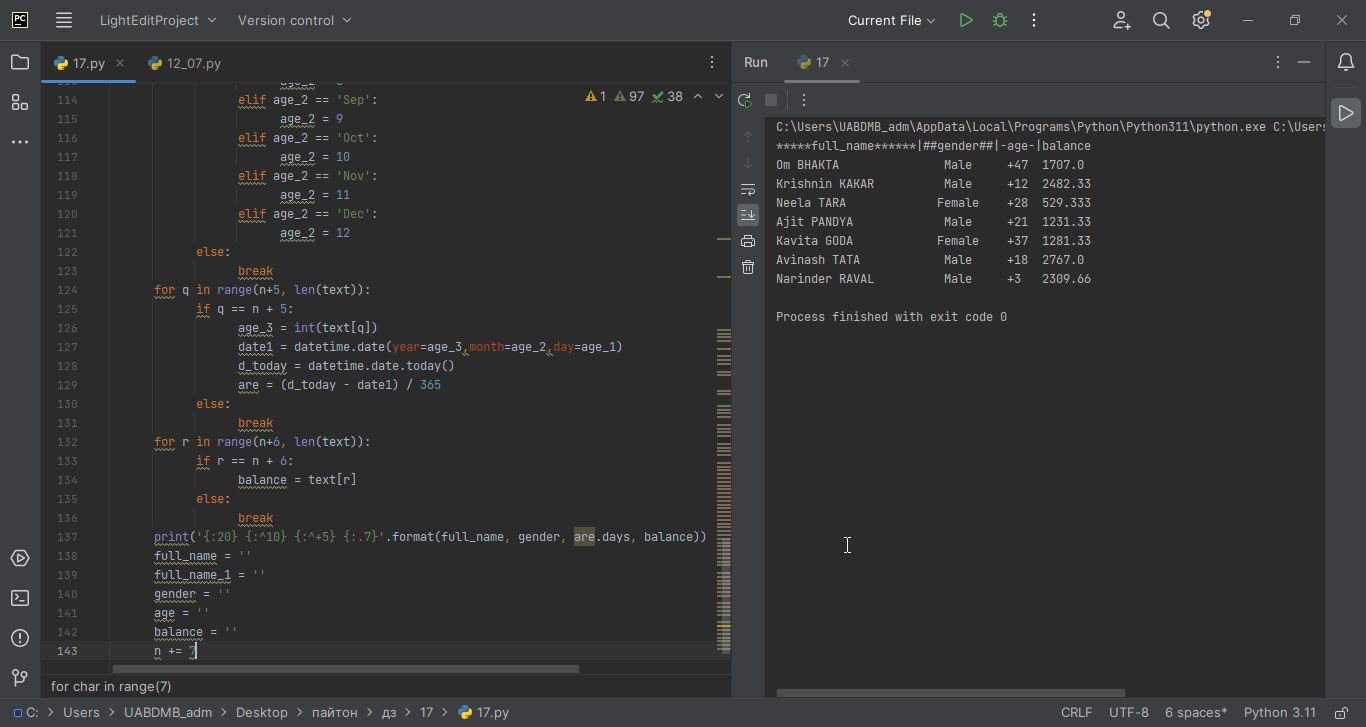 PC LightEditProject Version control Current File
17.py 12_07.py
Run 17
1 97 38
114 elif age_2 == 'Sep':
115 age_2 = 9
116 elif age_2 == 'Oct':
117 age_2 = 10
118 elif age_2 == 'Nov':
119 age_2 = 11
120 elif age_2 == 'Dec':
121 age_2 = 12
122 else:
123 break
124 for q in range(n+5, len(text)):
125 if q == n + 5:
126 age_3 = int(text[q])
127 date1 = datetime.date(year=age_3,month=age_2,day=age_1)
128 d_today = datetime.date.today()
129 are = (d_today - date1) / 365
130 else:
131 break
132 for r in range(n+6, len(text)):
133 if r == n + 6:
134 balance = text[r]
135 else:
136 break
137 print('{:20} {:^10} {:^+5} {:.7}'.format(full_name, gender, are.days, balance))
138 full_name = ''
139 full_name_1 = ''
140 gender = ''
141 age = ''
142 balance = ''
143 n += 7
for char in range(7)
C:\Users\UABDMB_adm\AppData\Local\Programs\Python\Python311\python.exe C:\Users
*****full_name******|##gender##|-age-|balance
Om BHAKTA Male +47 1707.0
Krishnin KAKAR Male +12 2482.33
Neela TARA Female +28 529.333
Ajit PANDYA Male +21 1231.33
Kavita GODA Female +37 1281.33
Avinash TATA Male +18 2767.0
Narinder RAVAL Male +3 2309.66
Process finished with exit code 0
C: > Users > UABDMB_adm > Desktop > пайтон > дз > 17 > 17.py
CRLF UTF-8 6 spaces* Python 3.11